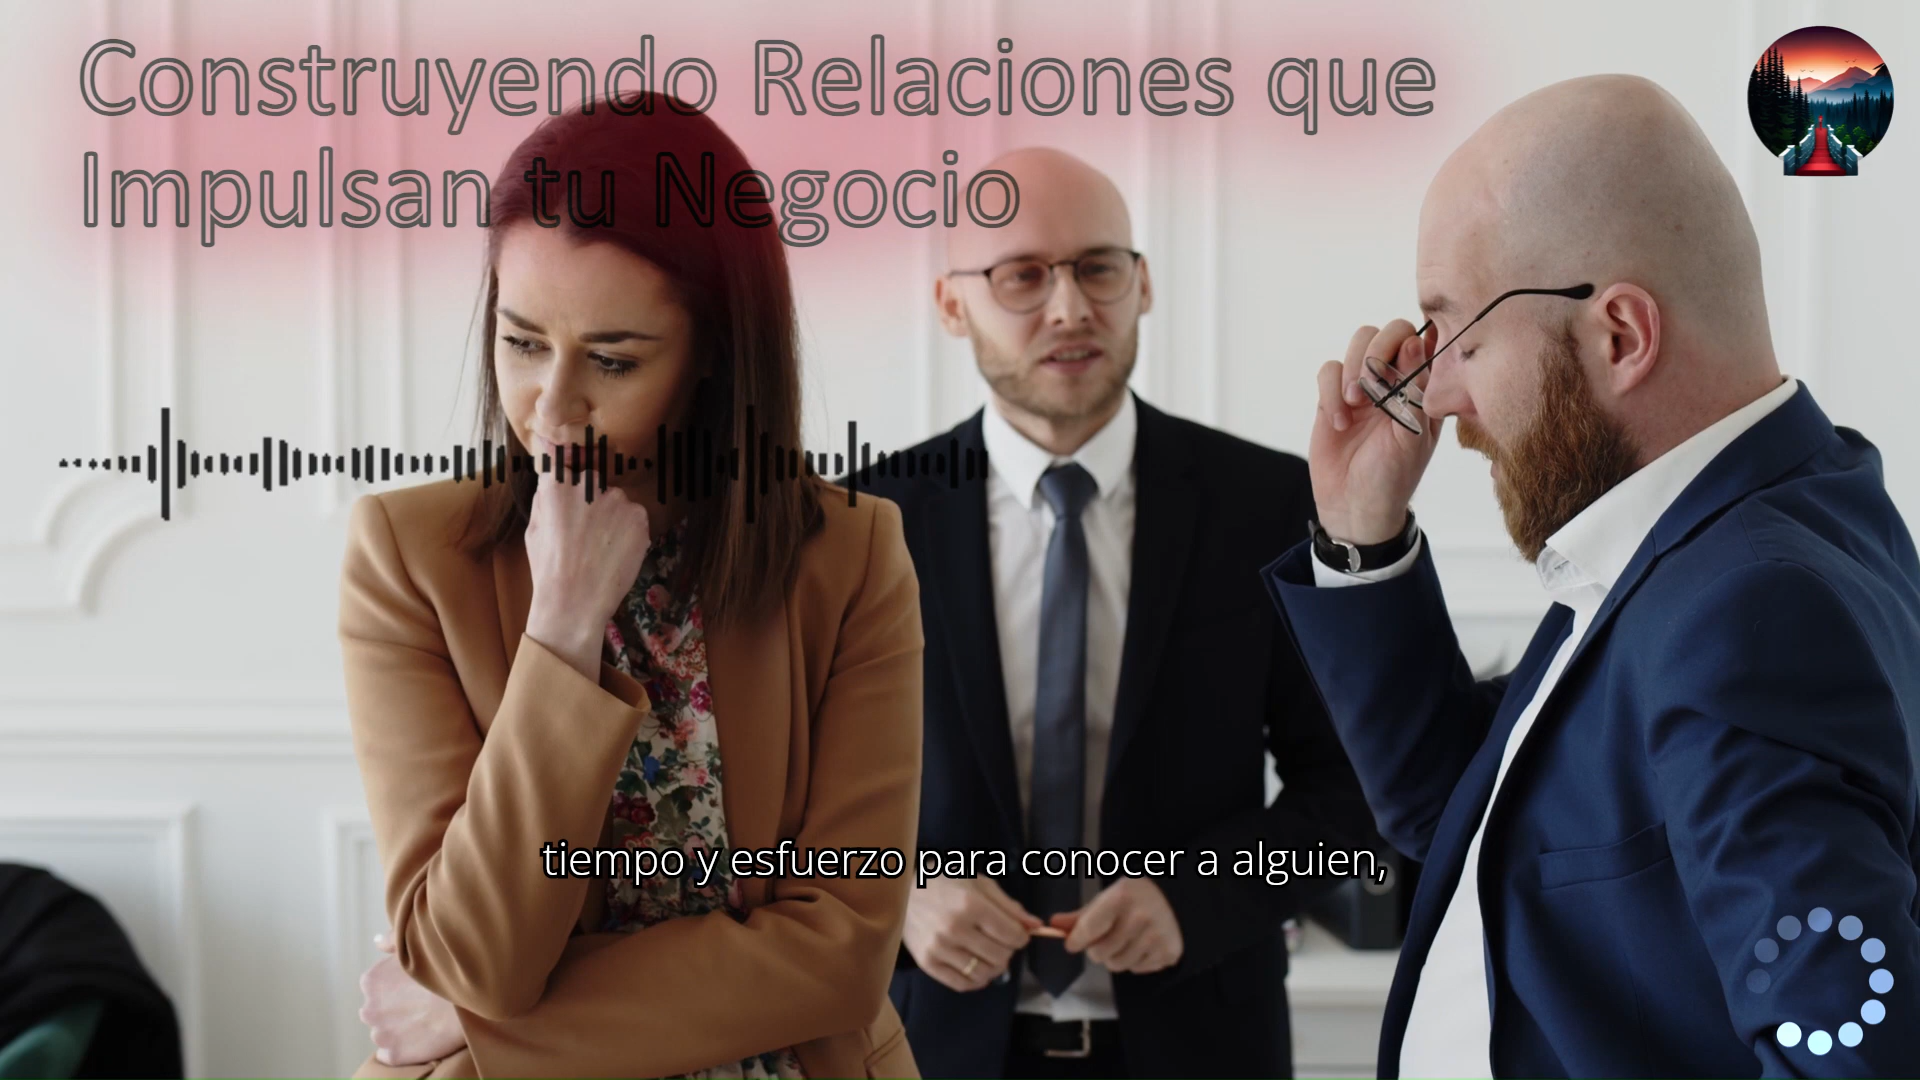 Construyendo Relaciones que
Impulsan tu Negocio
tiempo y esfuerzo para conocer a alguien,